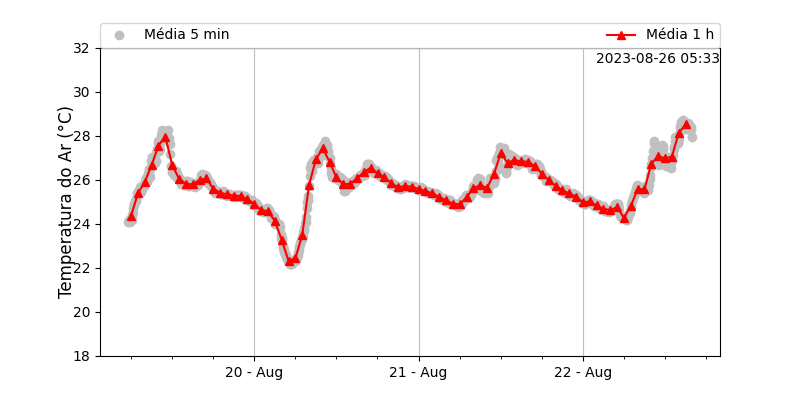 Média 5 min
Média 1 h
2023-08-26 05:33
Temperatura do Ar (°C)
32
30
28
26
24
22
20
18
20 - Aug
21 - Aug
22 - Aug